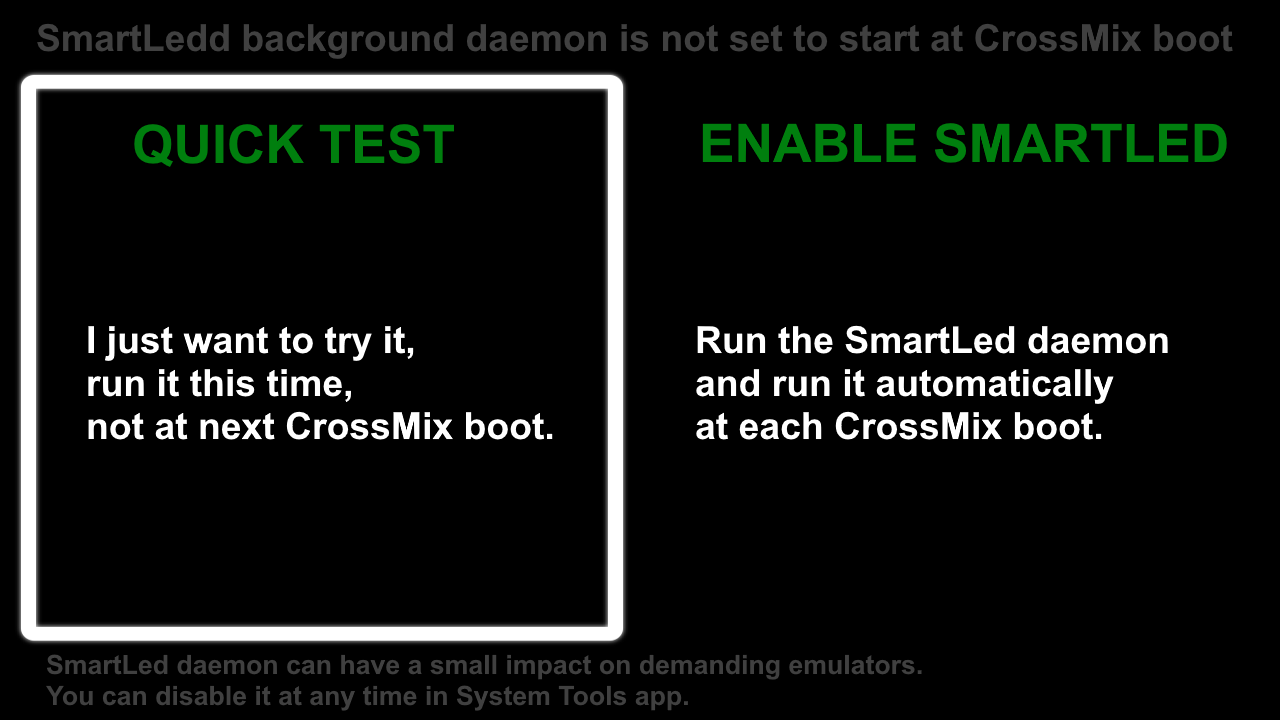 SmartLedd background daemon is not set to start at CrossMix boot
QUICK TEST
I just want to try it,
run it this time,
not at next CrossMix boot.
ENABLE SMARTLED
Run the SmartLed daemon
and run it automatically
at each CrossMix boot.
SmartLed daemon can have a small impact on demanding emulators.
You can disable it at any time in System Tools app.